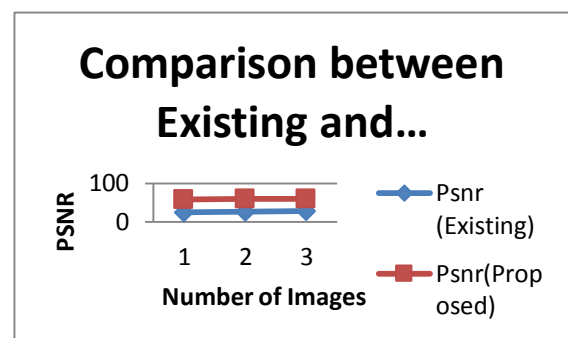 Comparison between
Existing and…
100
0
PSNR
1 2 3
Number of Images
Psnr
(Existing)
Psnr(Prop
osed)